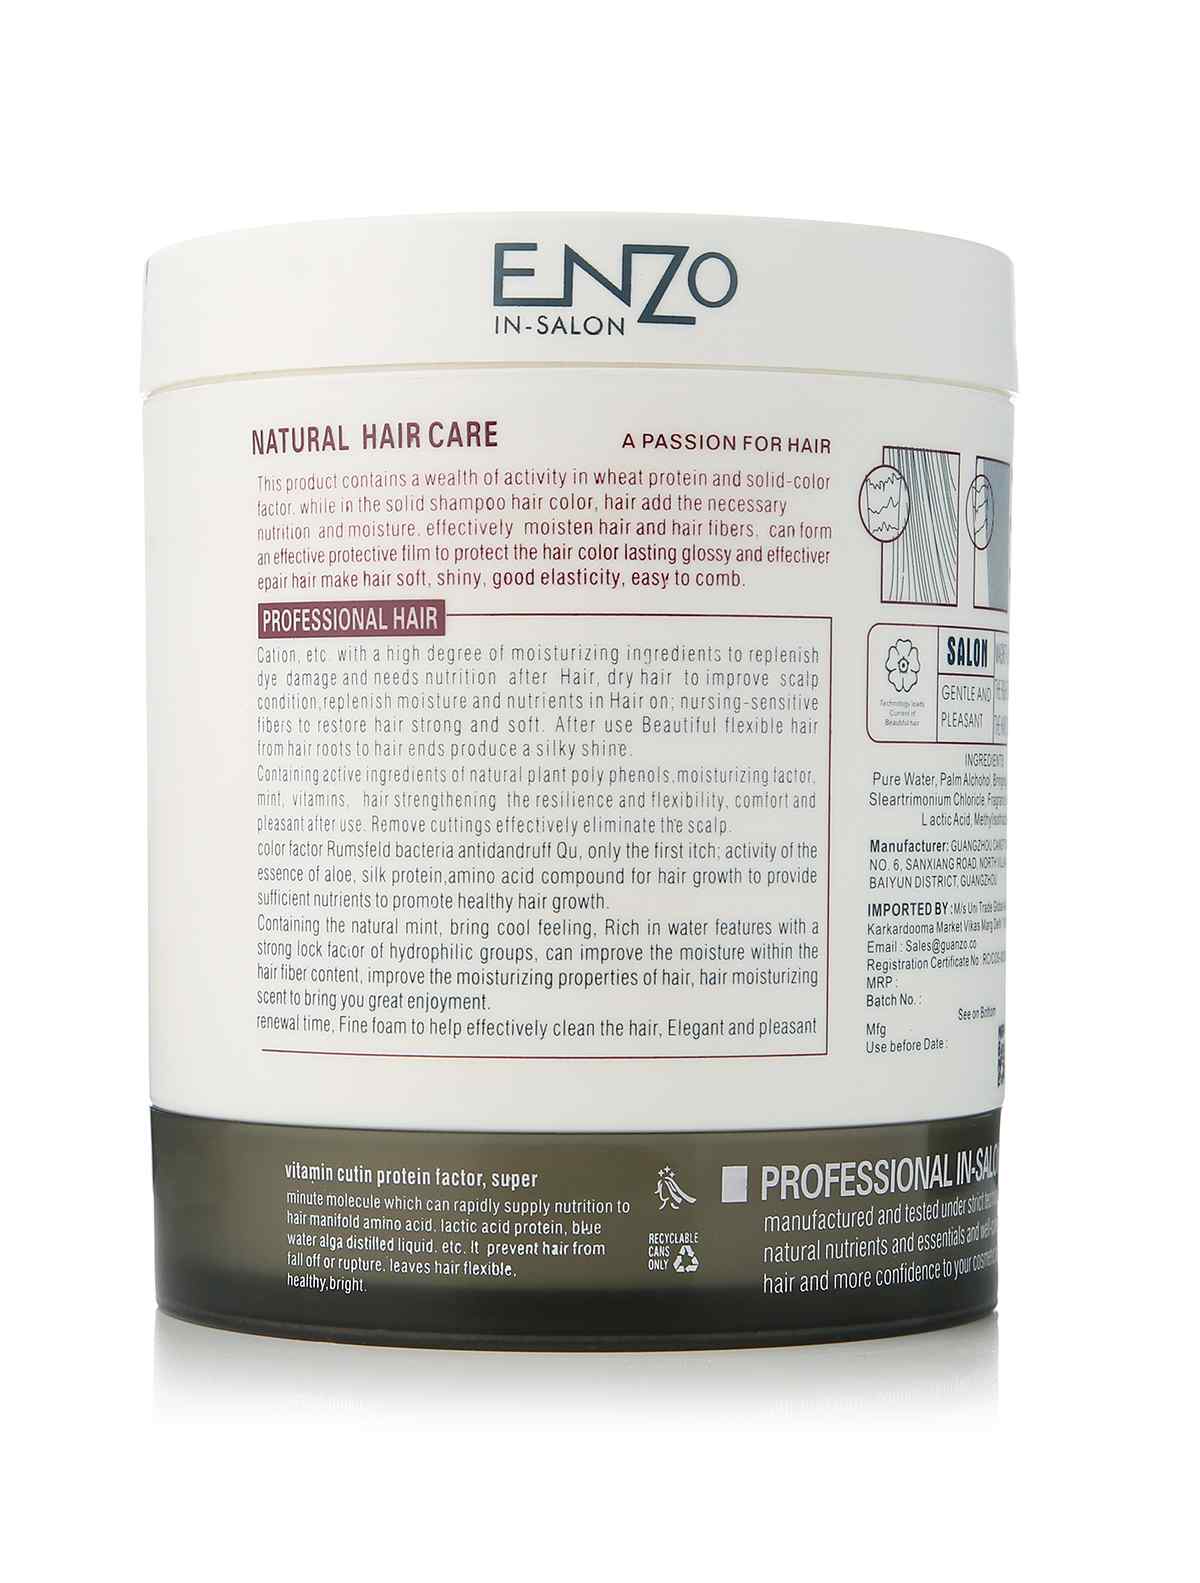 ENZO
IN-SALON
NATURAL HAIR CARE
A PASSION FOR HAIR
This product contains a wealth of activity in wheat protein and solid-color
factor. while in the solid shampoo hair color, hair add the necessary
nutrition and moisture. effectively moisten hair and hair fibers, can form
an effective protective film to protect the hair color lasting glossy and effectiver
epair hair make hair soft, shiny, good elasticity, easy to comb.
PROFESSIONAL HAIR
Cation, etc. with a high degree of moisturizing ingredients to replenish
dye damage and needs nutrition after Hair, dry hair to improve scalp
condition,replenish moisture and nutrients in Hair on; nursing-sensitive
fibers to restore hair strong and soft. After use Beautiful flexible hair
from hair roots to hair ends produce a silky shine.
Containing active ingredients of natural plant poly phenols,moisturizing factor,
mint, vitamins, hair strengthening the resilience and flexibility, comfort and
pleasant after use. Remove cuttings effectively eliminate the scalp.
color factor Rumsfeld bacteria antidandruff Qu, only the first itch; activity of the
essence of aloe, silk protein,amino acid compound for hair growth to provide
sufficient nutrients to promote healthy hair growth.
Containing the natural mint, bring cool feeling, Rich in water features with a
strong lock factor of hydrophilic groups, can improve the moisture within the
hair fiber content, improve the moisturizing properties of hair, hair moisturizing
scent to bring you great enjoyment.
renewal time, Fine foam to help effectively clean the hair, Elegant and pleasant
Technology leads
Current of
Beautiful hair
SALON
GENTLE AND
PLEASANT
INGREDIENTS
Pure Water, Palm Alchohol,
Sleartrimonium Chloricle,
Lactic Acid,
Manufacturer: GUANGZHOU
NO. 6, SANXIANG ROAD, NORTH
BAIYUN DISTRICT, GUANGZHOU
IMPORTED BY : M/s Uni Trade Global
Karkardooma Market Vikas Marg Delhi
Email : Sales@guanzo.co
Registration Certificate No
MRP :
Batch No. :
See on Bottom
Mfg
Use before Date :
vitamin cutin protein factor, super
minute molecule which can rapidly supply nutrition to
hair manifold amino acid, lactic acid protein, blue
water alga distilled liquid. etc. It prevent hair from
fall off or rupture, leaves hair flexible,
healthy,bright.
RECYCLABLE
CANS
ONLY
PROFESSIONAL IN-SALO
manufactured and tested under strict
natural nutrients and essentials and
hair and more confidence to your